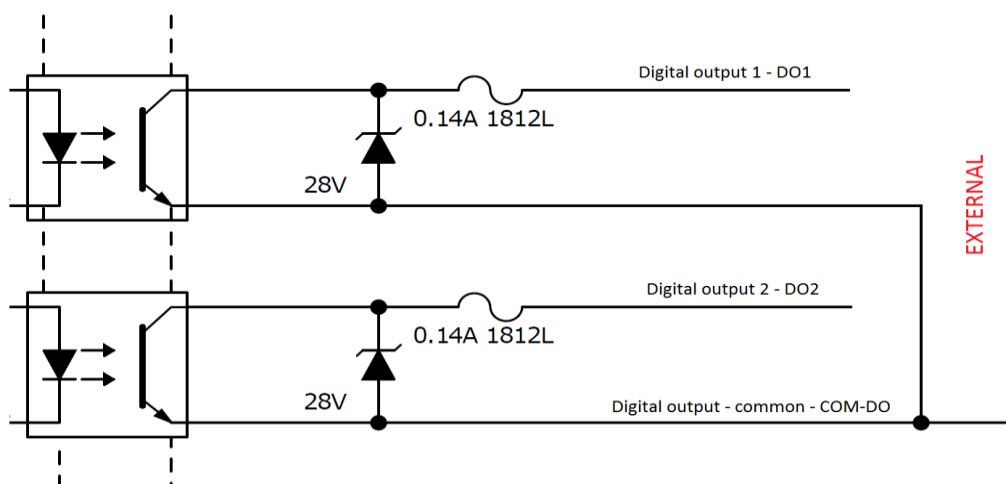 Digital output 1 - DO1
0.14A 1812L
28V
EXTERNAL
Digital output 2 - DO2
0.14A 1812L
28V
Digital output - common - COM-DO